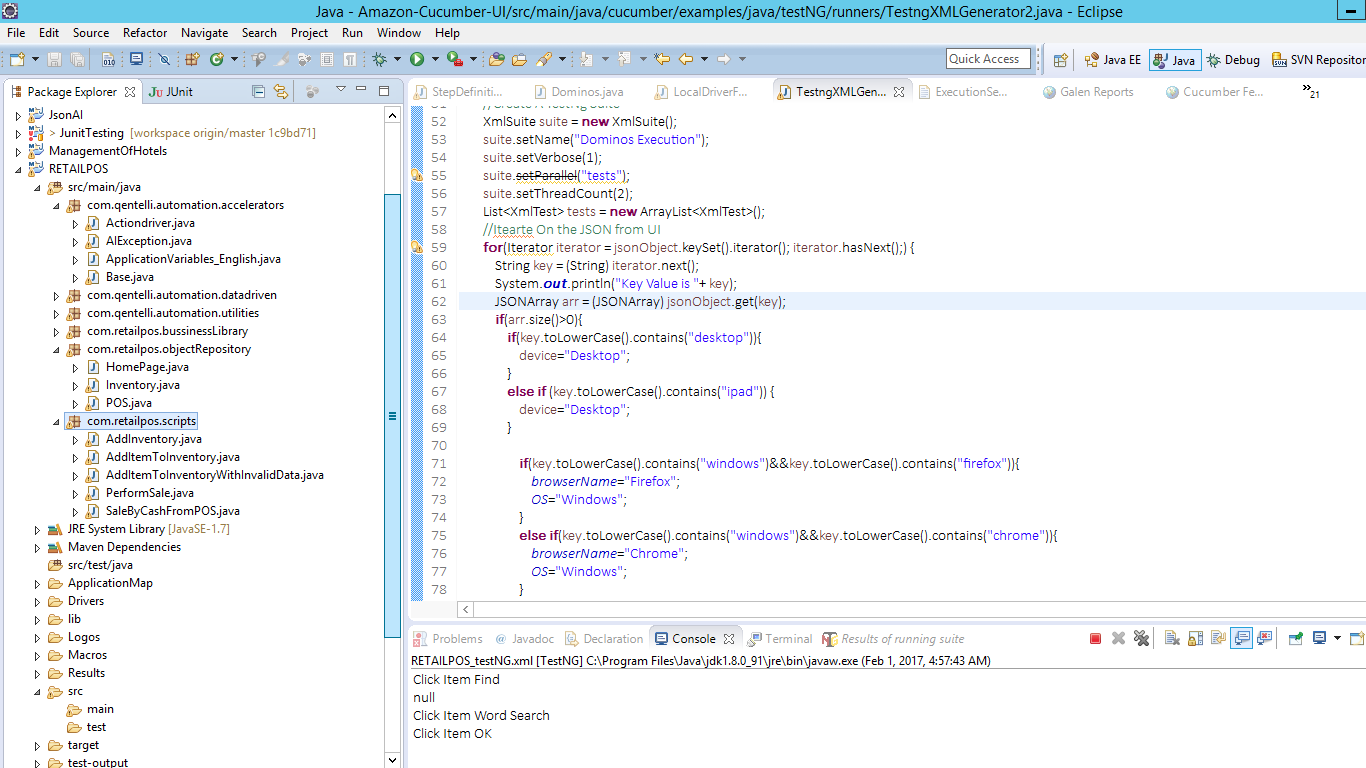 Java - Amazon-Cucumber-UI/src/main/java/cucumber/examples/java/testNG/runners/TestngXMLGenerator2.java - Eclipse
File Edit Source Refactor Navigate Search Project Run Window Help
Quick Access
Java EE
Java
Debug
SVN Repositor
Package Explorer
JUnit
JsonAI
> JunitTesting [workspace origin/master 1c9bd71]
ManagementOfHotels
RETAILPOS
src/main/java
com.qentelli.automation.accelerators
Actiondriver.java
AIException.java
ApplicationVariables_English.java
Base.java
com.qentelli.automation.datadriven
com.qentelli.automation.utilities
com.retailpos.bussinessLibrary
com.retailpos.objectRepository
HomePage.java
Inventory.java
POS.java
com.retailpos.scripts
AddInventory.java
AddItemToInventory.java
AddItemToInventoryWithInvalidData.java
PerformSale.java
SaleByCashFromPOS.java
JRE System Library [JavaSE-1.7]
Maven Dependencies
src/test/java
ApplicationMap
Drivers
lib
Logos
Macros
Results
src
main
test
target
test-output
StepDefiniti...
Dominos.java
LocalDriverF...
TestngXMLGen...
ExecutionSe...
Galen Reports
Cucumber Fe...
»21
51 //Create A TestNG Suite
52 XmlSuite suite = new XmlSuite();
53 suite.setName("Dominos Execution");
54 suite.setVerbose(1);
55 suite.setParallel("tests");
56 suite.setThreadCount(2);
57 List<XmlTest> tests = new ArrayList<XmlTest>();
58 //Itearte On the JSON from UI
59 for(Iterator iterator = jsonObject.keySet().iterator(); iterator.hasNext();) {
60 String key = (String) iterator.next();
61 System.out.println("Key Value is "+ key);
62 JSONArray arr = (JSONArray) jsonObject.get(key);
63 if(arr.size()>0){
64 if(key.toLowerCase().contains("desktop")){
65 device="Desktop";
66 }
67 else if (key.toLowerCase().contains("ipad")) {
68 device="Desktop";
69 }
70
71 if(key.toLowerCase().contains("windows")&&key.toLowerCase().contains("firefox")){
72 browserName="Firefox";
73 OS="Windows";
74 }
75 else if(key.toLowerCase().contains("windows")&&key.toLowerCase().contains("chrome")){
76 browserName="Chrome";
77 OS="Windows";
78 }
Problems
@ Javadoc
Declaration
Console
Terminal
Results of running suite
RETAILPOS_testNG.xml [TestNG] C:\Program Files\Java\jdk1.8.0_91\jre\bin\javaw.exe (Feb 1, 2017, 4:57:43 AM)
Click Item Find
null
Click Item Word Search
Click Item OK